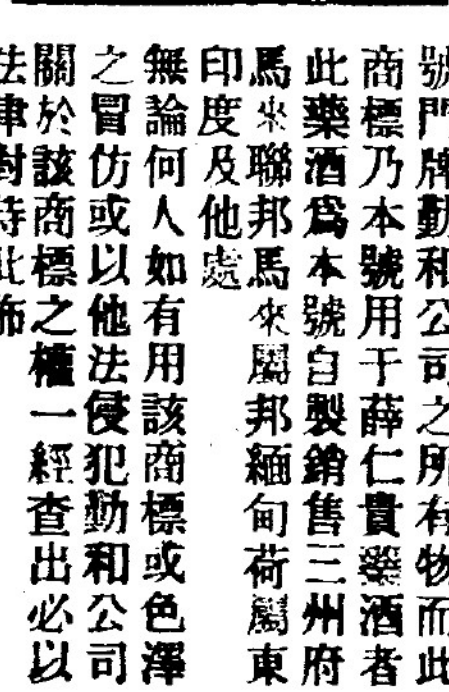 號門牌勤和公司之所有物而此
商標乃本號用于薛仁貴藥酒者
此藥酒爲本號自製銷售三州府
馬來聯邦馬來屬邦緬甸荷屬東
印度及他處
無論何人如有用該商標或色澤
之冒仿或以他法侵犯勤和公司
關於該商標之權一經查出必以
法律對待此佈